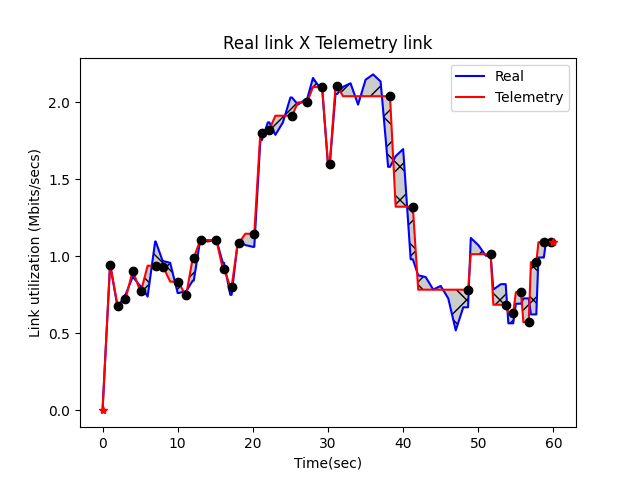 Real link X Telemetry link
Real
Telemetry
Link utilization (Mbits/secs)
2.0
1.5
1.0
0.5
0.0
0 10 20 30 40 50 60
Time(sec)